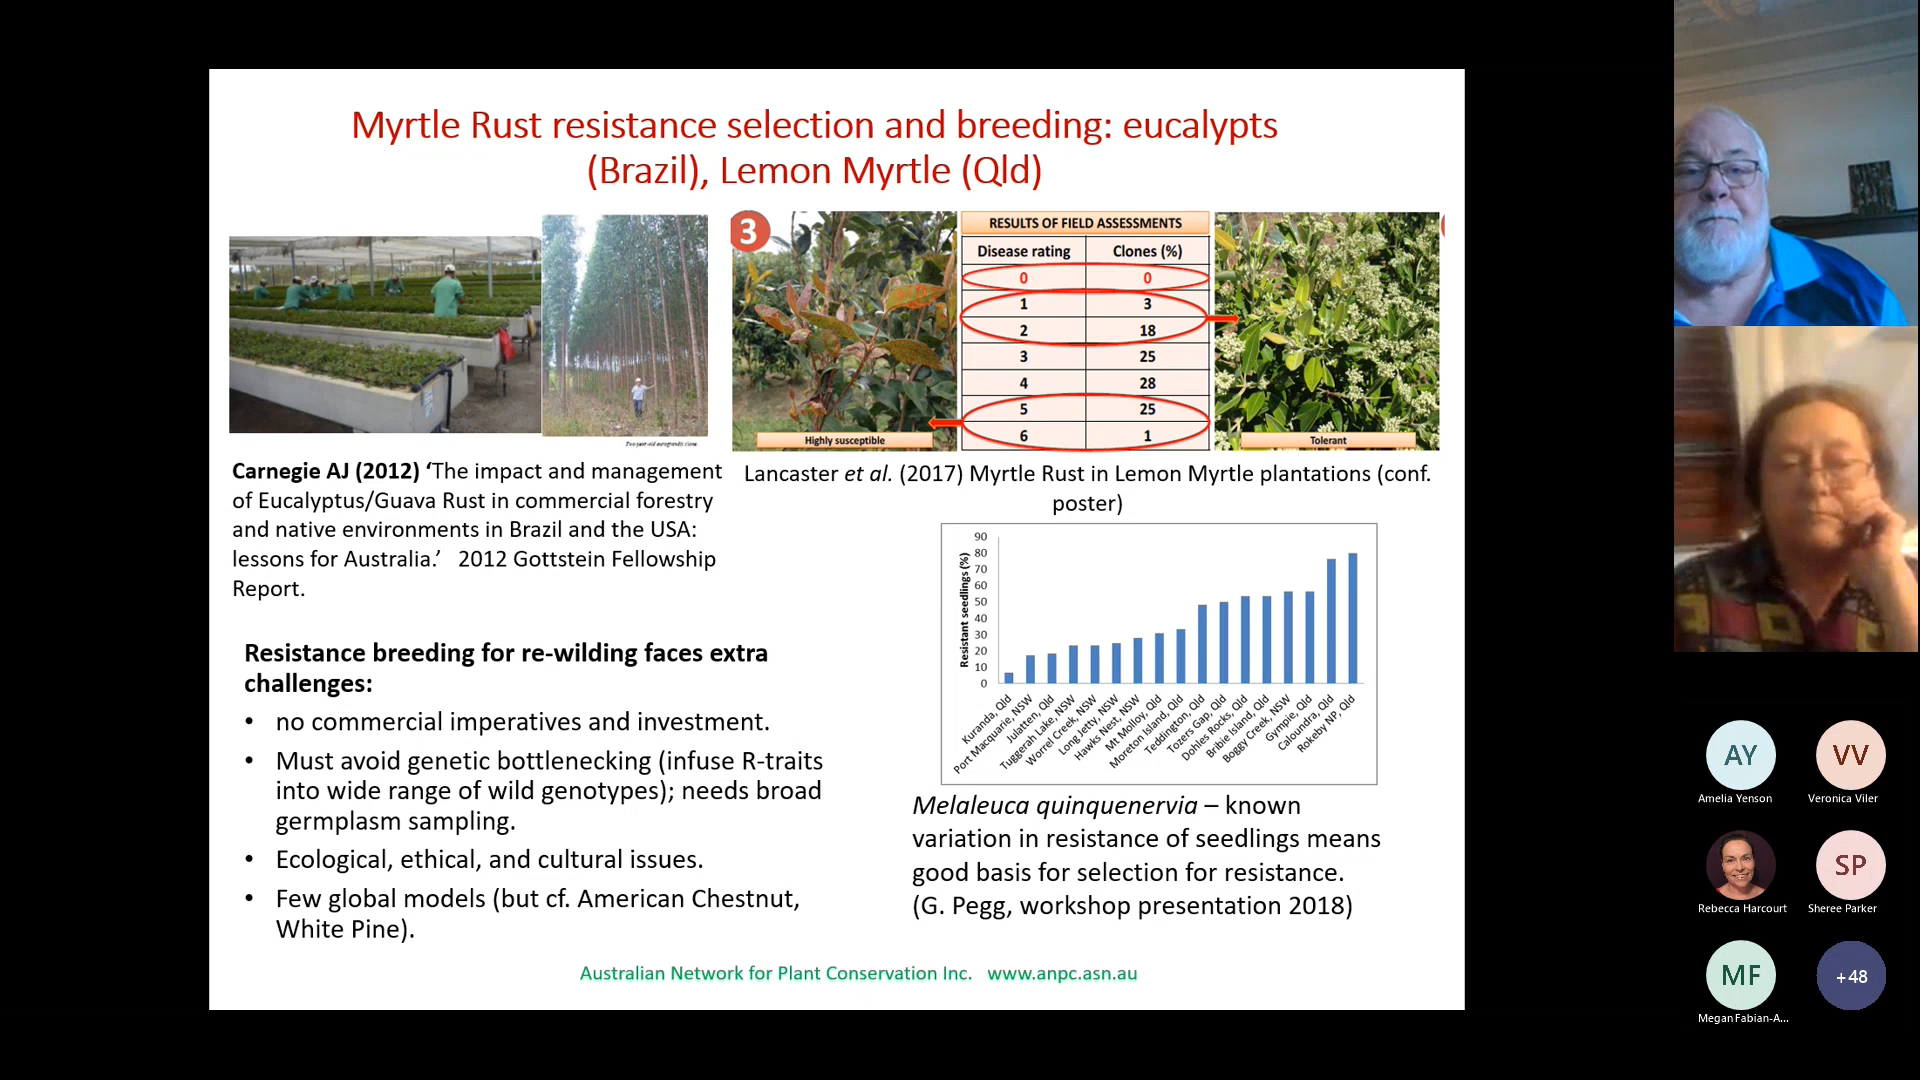 Myrtle Rust resistance selection and breeding: eucalypts
(Brazil), Lemon Myrtle (Qld)
Two-year-old eurograndis clone.
3
Highly susceptible
RESULTS OF FIELD ASSESSMENTS
Disease rating Clones (%)
0 0
1 3
2 18
3 25
4 28
5 25
6 1
Tolerant
Carnegie AJ (2012) ‘The impact and management
of Eucalyptus/Guava Rust in commercial forestry
and native environments in Brazil and the USA:
lessons for Australia.’ 2012 Gottstein Fellowship
Report.
Lancaster et al. (2017) Myrtle Rust in Lemon Myrtle plantations (conf.
poster)
Resistance breeding for re-wilding faces extra
challenges:
• no commercial imperatives and investment.
• Must avoid genetic bottlenecking (infuse R-traits
into wide range of wild genotypes); needs broad
germplasm sampling.
• Ecological, ethical, and cultural issues.
• Few global models (but cf. American Chestnut,
White Pine).
Resistant seedlings (%)
90
80
70
60
50
40
30
20
10
0
Kuranda, Qld
Port Macquarie, NSW
Julatten, Qld
Tuggerah Lake, NSW
Worrel Creek, NSW
Long Jetty, NSW
Hawks Nest, NSW
Mt Molloy, Qld
Moreton Island, Qld
Teddington, Qld
Tozers Gap, Qld
Dohles Rocks, Qld
Bribie Island, Qld
Boggy Creek, NSW
Gympie, Qld
Caloundra, Qld
Rokeby NP, Qld
Melaleuca quinquenervia – known
variation in resistance of seedlings means
good basis for selection for resistance.
(G. Pegg, workshop presentation 2018)
Australian Network for Plant Conservation Inc. www.anpc.asn.au
AY
Amelia Yenson
VV
Veronica Viler
Rebecca Harcourt
SP
Sheree Parker
MF
Megan Fabian-A...
+48